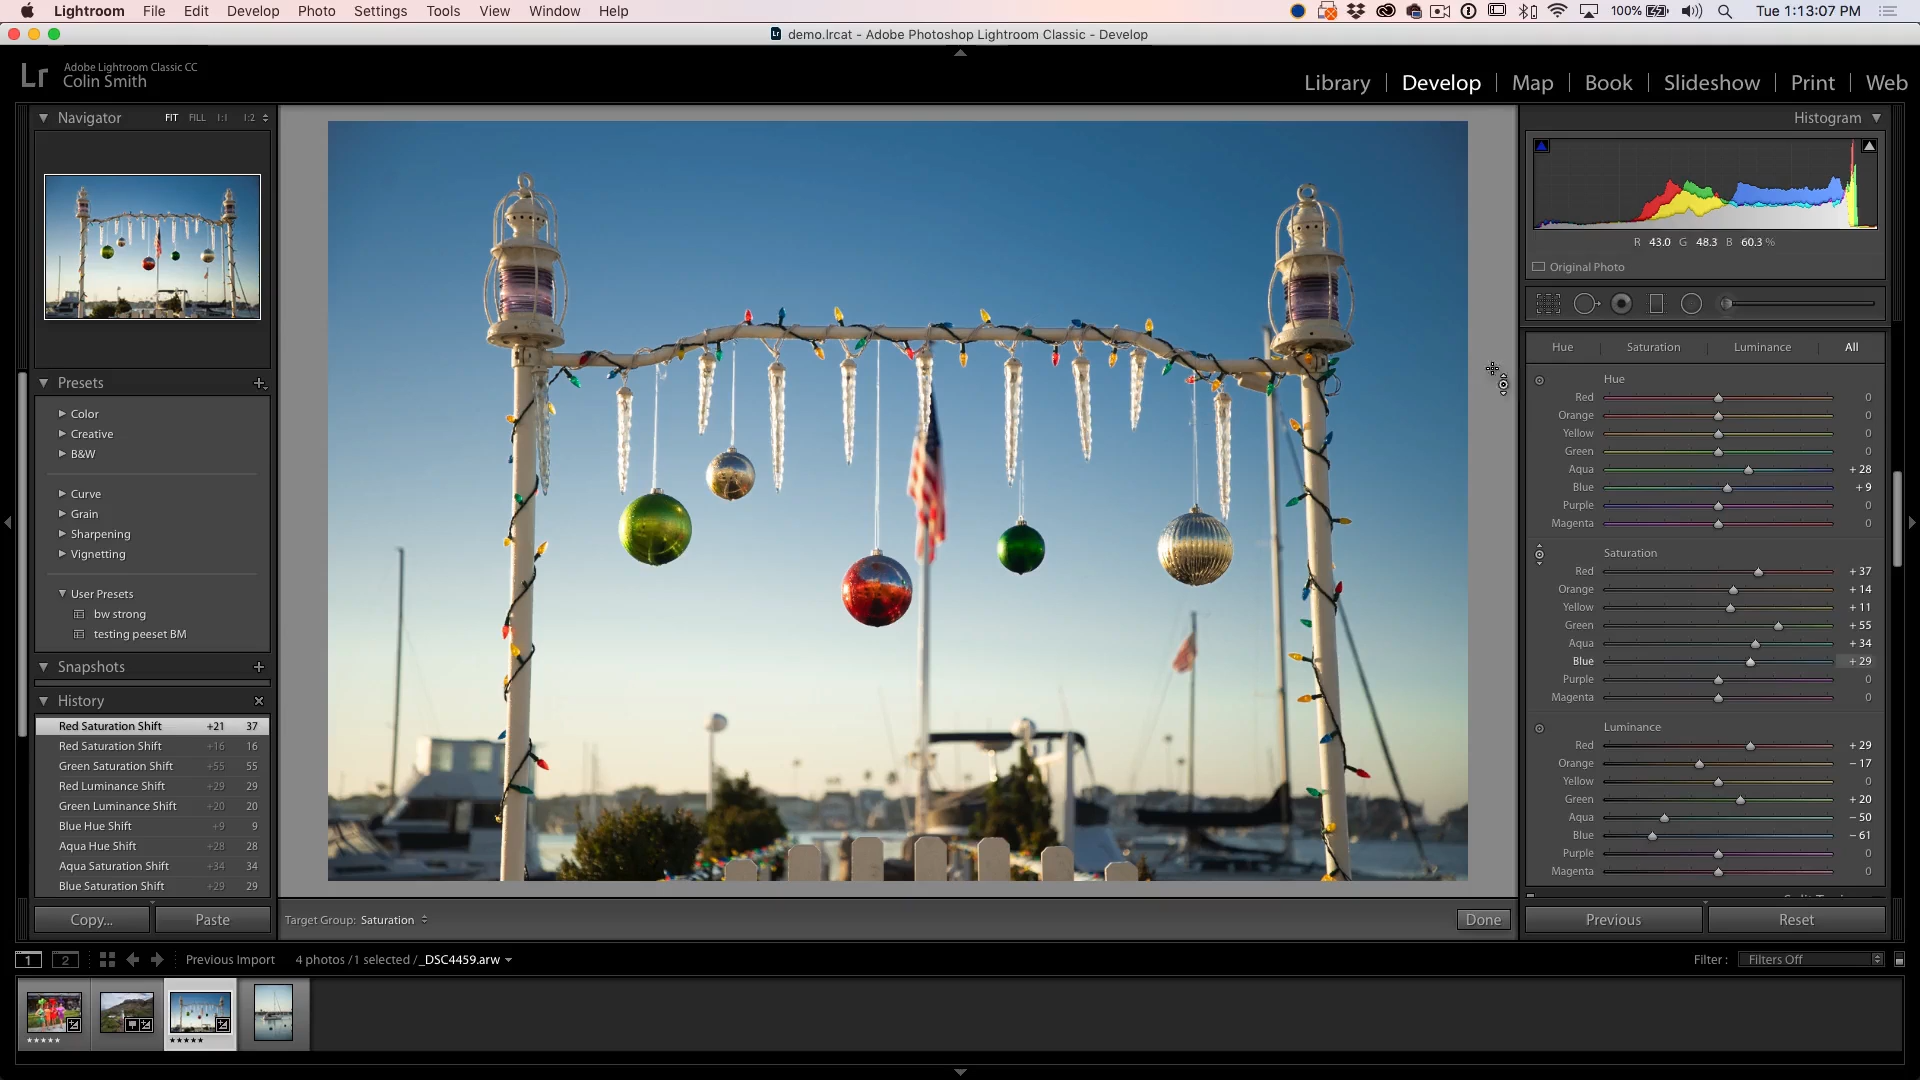 Lightroom File Edit Develop Photo Settings Tools View Window Help 100% Tue 1:13:07 PM
demo.lrcat - Adobe Photoshop Lightroom Classic - Develop
Lr Adobe Lightroom Classic CC
Colin Smith
Library | Develop | Map | Book | Slideshow | Print | Web
Navigator FIT FILL 1:1 1:2
Presets
Color
Creative
B&W
Curve
Grain
Sharpening
Vignetting
User Presets
bw strong
testing peeset BM
Snapshots
History
Red Saturation Shift +21 37
Red Saturation Shift +16 16
Green Saturation Shift +55 55
Red Luminance Shift +29 29
Green Luminance Shift +20 20
Blue Hue Shift +9 9
Aqua Hue Shift +28 28
Aqua Saturation Shift +34 34
Blue Saturation Shift +29 29
Copy... Paste
Target Group: Saturation Done
Histogram
R 43.0 G 48.3 B 60.3 %
Original Photo
Hue | Saturation | Luminance | All
Hue
Red 0
Orange 0
Yellow 0
Green 0
Aqua + 28
Blue + 9
Purple 0
Magenta 0
Saturation
Red + 37
Orange + 14
Yellow + 11
Green + 55
Aqua + 34
Blue + 29
Purple 0
Magenta 0
Luminance
Red + 29
Orange − 17
Yellow 0
Green + 20
Aqua − 50
Blue − 61
Purple 0
Magenta 0
Previous Reset
1 2 Previous Import 4 photos /1 selected /_DSC4459.arw Filter : Filters Off